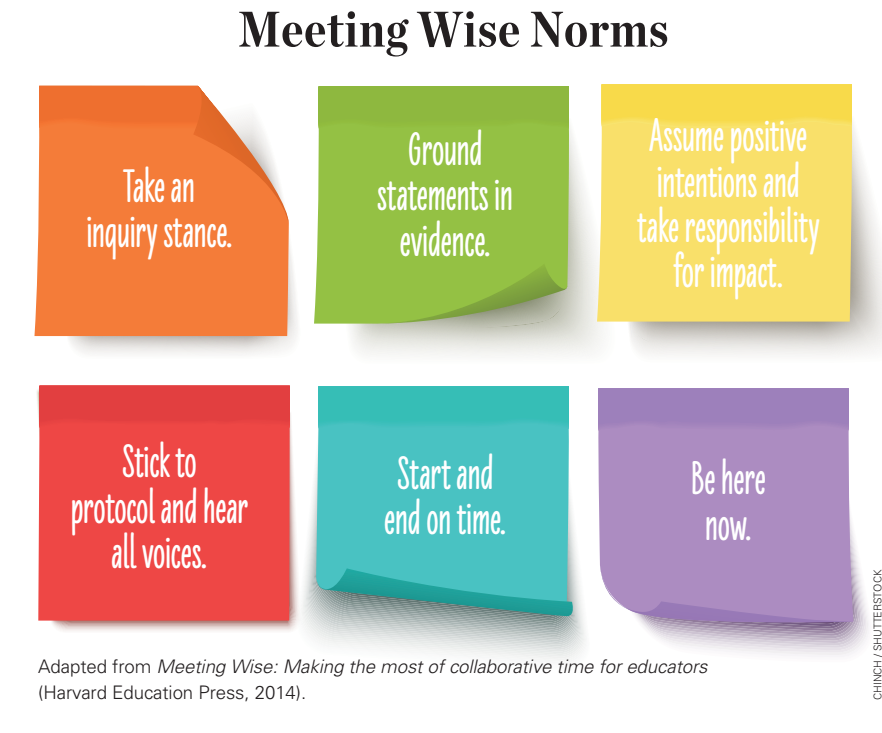 Meeting Wise Norms
Take an
inquiry stance.
Ground
statements in
evidence.
Assume positive
intentions and
take responsibility
for impact.
Stick to
protocol and hear
all voices.
Start and
end on time.
Be here
now.
Adapted from Meeting Wise: Making the most of collaborative time for educators
(Harvard Education Press, 2014).
CHINCH / SHUTTERSTOCK